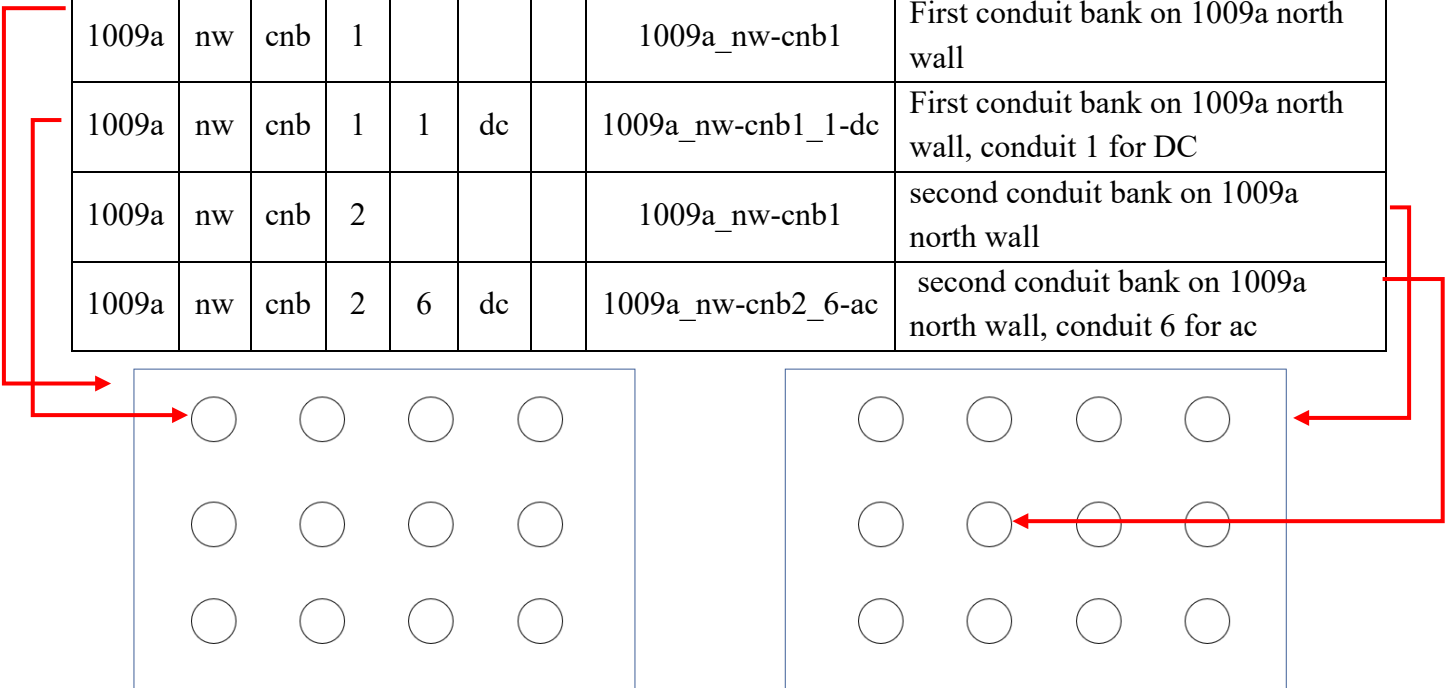 1009a nw cnb 1 1009a_nw-cnb1 First conduit bank on 1009a north
wall
1009a nw cnb 1 1 dc 1009a_nw-cnb1_1-dc First conduit bank on 1009a north
wall, conduit 1 for DC
1009a nw cnb 2 1009a_nw-cnb1 second conduit bank on 1009a
north wall
1009a nw cnb 2 6 dc 1009a_nw-cnb2_6-ac second conduit bank on 1009a
north wall, conduit 6 for ac